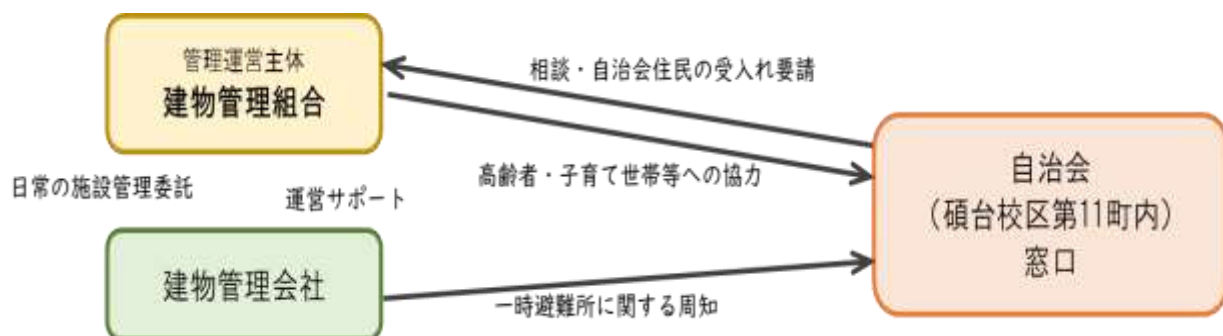 管理運営主体
建物管理組合
相談・自治会住民の受入れ要請
高齢者・子育て世帯等への協力
日常の施設管理委託
運営サポート
自治会
（碩台校区第11町内）
窓口
建物管理会社
一時避難所に関する周知